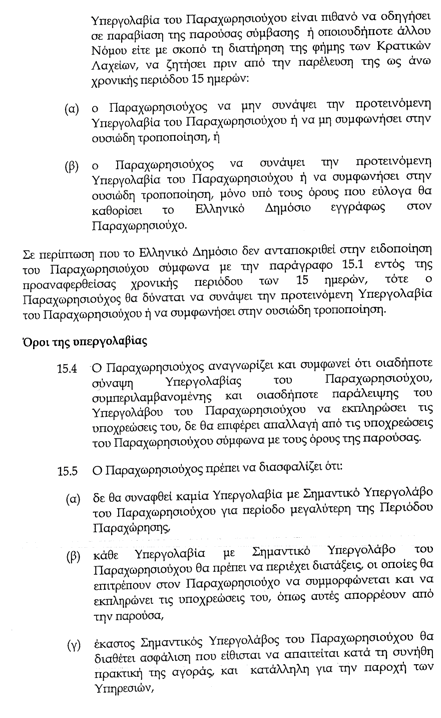 Υπεργολαβία του Παραχωρησιούχου είναι πιθανό να οδηγήσει
σε παραβίαση της παρούσας σύμβασης ή οποιουδήποτε άλλου
Νόμου είτε με σκοπό τη διατήρηση της φήμης των Κρατικών
Λαχείων, να ζητήσει πριν από την παρέλευση της ως άνω
χρονικής περιόδου 15 ημερών:
(α) ο Παραχωρησιούχος να μην συνάψει την προτεινόμενη
Υπεργολαβία του Παραχωρησιούχου ή να μη συμφωνήσει στην
ουσιώδη τροποποίηση, ή
(β) ο Παραχωρησιούχος να συνάψει την προτεινόμενη
Υπεργολαβία του Παραχωρησιούχου ή να συμφωνήσει στην
ουσιώδη τροποποίηση, μόνο υπό τους όρους που εύλογα θα
καθορίσει το Ελληνικό Δημόσιο εγγράφως στον
Παραχωρησιούχο.
Σε περίπτωση που το Ελληνικό Δημόσιο δεν ανταποκριθεί στην ειδοποίηση
του Παραχωρησιούχου σύμφωνα με την παράγραφο 15.1 εντός της
προαναφερθείσας χρονικής περιόδου των 15 ημερών, τότε ο
Παραχωρησιούχος θα δύναται να συνάψει την προτεινόμενη Υπεργολαβία
του Παραχωρησιούχου ή να συμφωνήσει στην ουσιώδη τροποποίηση.
Όροι της υπεργολαβίας
15.4 Ο Παραχωρησιούχος αναγνωρίζει και συμφωνεί ότι οιαδήποτε
σύναψη Υπεργολαβίας του Παραχωρησιούχου,
συμπεριλαμβανομένης και οιασδήποτε παράλειψης του
Υπεργολάβου του Παραχωρησιούχου να εκπληρώσει τις
υποχρεώσεις του, δε θα επιφέρει απαλλαγή από τις υποχρεώσεις
του Παραχωρησιούχου σύμφωνα με τους όρους της παρούσας.
15.5 Ο Παραχωρησιούχος πρέπει να διασφαλίζει ότι:
(α) δε θα συναφθεί καμία Υπεργολαβία με Σημαντικό Υπεργολάβο
του Παραχωρησιούχου για περίοδο μεγαλύτερη της Περιόδου
Παραχώρησης,
(β) κάθε Υπεργολαβία με Σημαντικό Υπεργολάβο του
Παραχωρησιούχου θα πρέπει να περιέχει διατάξεις, οι οποίες θα
επιτρέπουν στον Παραχωρησιούχο να συμμορφώνεται και να
εκπληρώνει τις υποχρεώσεις του, όπως αυτές απορρέουν από
την παρούσα,
(γ) έκαστος Σημαντικός Υπεργολάβος του Παραχωρησιούχου θα
διαθέτει ασφάλιση που είθισται να απαιτείται κατά τη συνήθη
πρακτική της αγοράς, και κατάλληλη για την παροχή των
Υπηρεσιών,